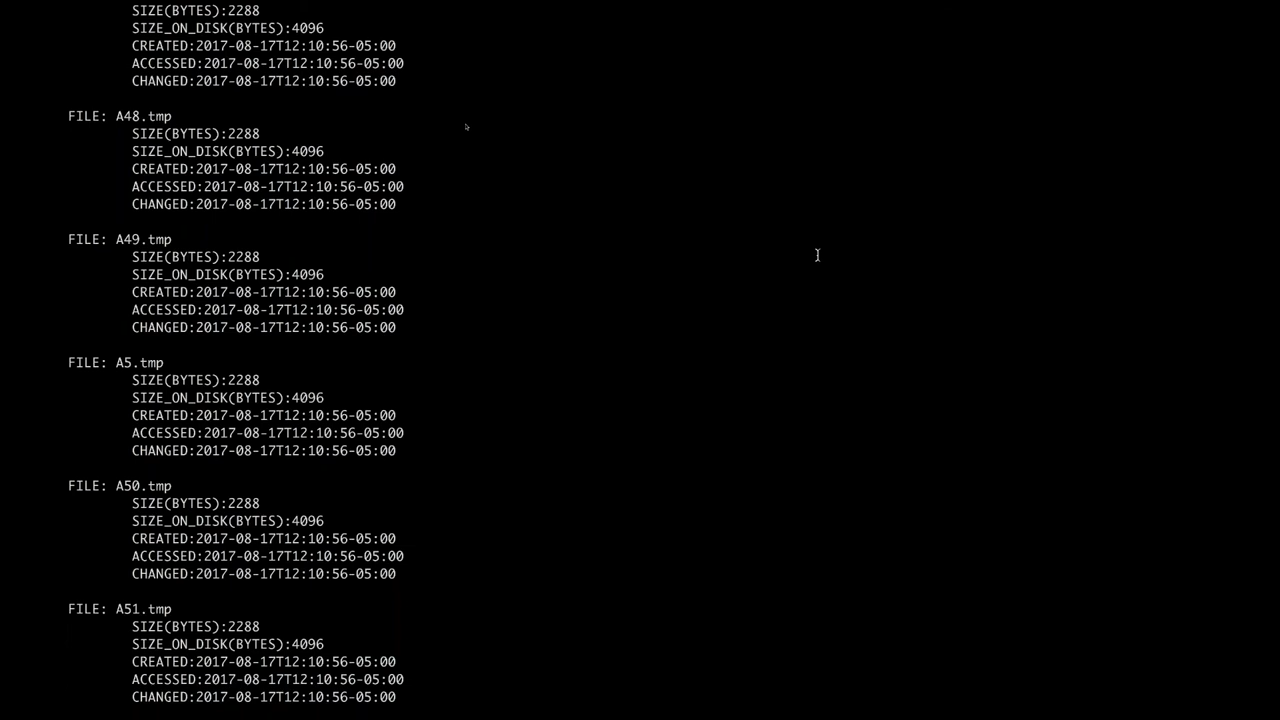 SIZE(BYTES):2288
SIZE_ON_DISK(BYTES):4096
CREATED:2017-08-17T12:10:56-05:00
ACCESSED:2017-08-17T12:10:56-05:00
CHANGED:2017-08-17T12:10:56-05:00
FILE: A48.tmp
SIZE(BYTES):2288
SIZE_ON_DISK(BYTES):4096
CREATED:2017-08-17T12:10:56-05:00
ACCESSED:2017-08-17T12:10:56-05:00
CHANGED:2017-08-17T12:10:56-05:00
FILE: A49.tmp
SIZE(BYTES):2288
SIZE_ON_DISK(BYTES):4096
CREATED:2017-08-17T12:10:56-05:00
ACCESSED:2017-08-17T12:10:56-05:00
CHANGED:2017-08-17T12:10:56-05:00
FILE: A5.tmp
SIZE(BYTES):2288
SIZE_ON_DISK(BYTES):4096
CREATED:2017-08-17T12:10:56-05:00
ACCESSED:2017-08-17T12:10:56-05:00
CHANGED:2017-08-17T12:10:56-05:00
FILE: A50.tmp
SIZE(BYTES):2288
SIZE_ON_DISK(BYTES):4096
CREATED:2017-08-17T12:10:56-05:00
ACCESSED:2017-08-17T12:10:56-05:00
CHANGED:2017-08-17T12:10:56-05:00
FILE: A51.tmp
SIZE(BYTES):2288
SIZE_ON_DISK(BYTES):4096
CREATED:2017-08-17T12:10:56-05:00
ACCESSED:2017-08-17T12:10:56-05:00
CHANGED:2017-08-17T12:10:56-05:00